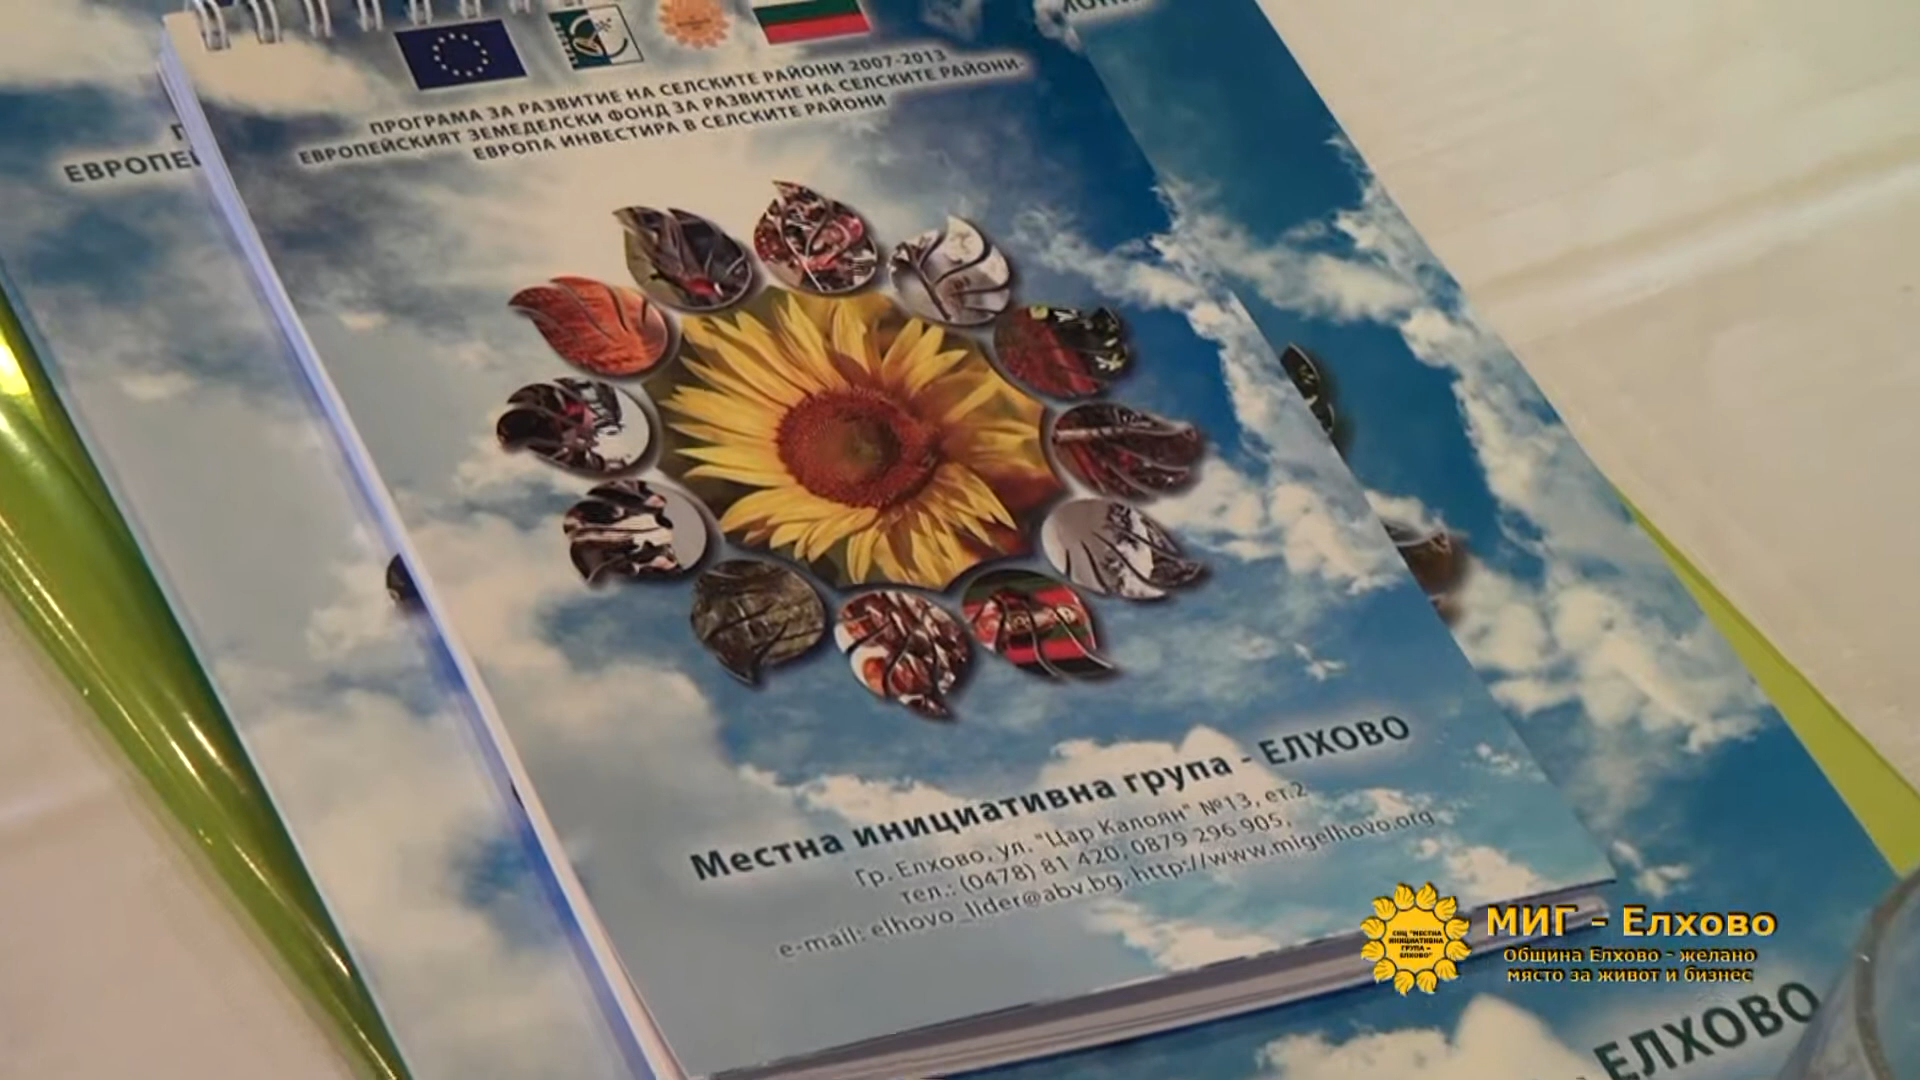 ПРОГРАМА ЗА РАЗВИТИЕ НА СЕЛСКИТЕ РАЙОНИ 2007-2013
ЕВРОПЕЙСКИЯТ ЗЕМЕДЕЛСКИ ФОНД ЗА РАЗВИТИЕ НА СЕЛСКИТЕ РАЙОНИ-
ЕВРОПА ИНВЕСТИРА В СЕЛСКИТЕ РАЙОНИ
Местна инициативна група - ЕЛХОВО
Гр. Елхово, ул. "Цар Калоян" №13, ет.2
тел.: (0478) 81 420, 0879 296 905,
e-mail: elhovo_lider@abv.bg, http://www.migelhovo.org
СНЦ "МЕСТНА
ИНИЦИАТИВНА
ГРУПА -
ЕЛХОВО"
МИГ - Елхово
Община Елхово - желано
място за живот и бизнес
ЕЛХОВО